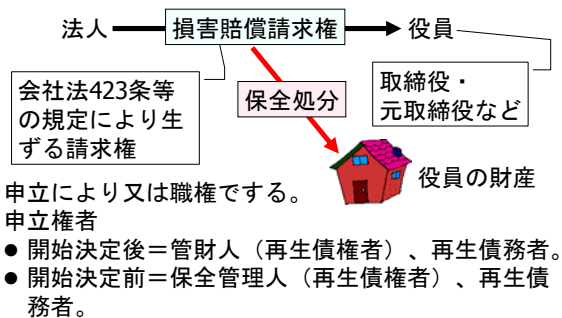 法人 損害賠償請求権 役員
会社法423条等
の規定により生
ずる請求権
保全処分
取締役・
元取締役など
役員の財産
申立により又は職権でする。
申立権者
● 開始決定後＝管財人（再生債権者）、再生債務者。
● 開始決定前＝保全管理人（再生債権者）、再生債
務者。